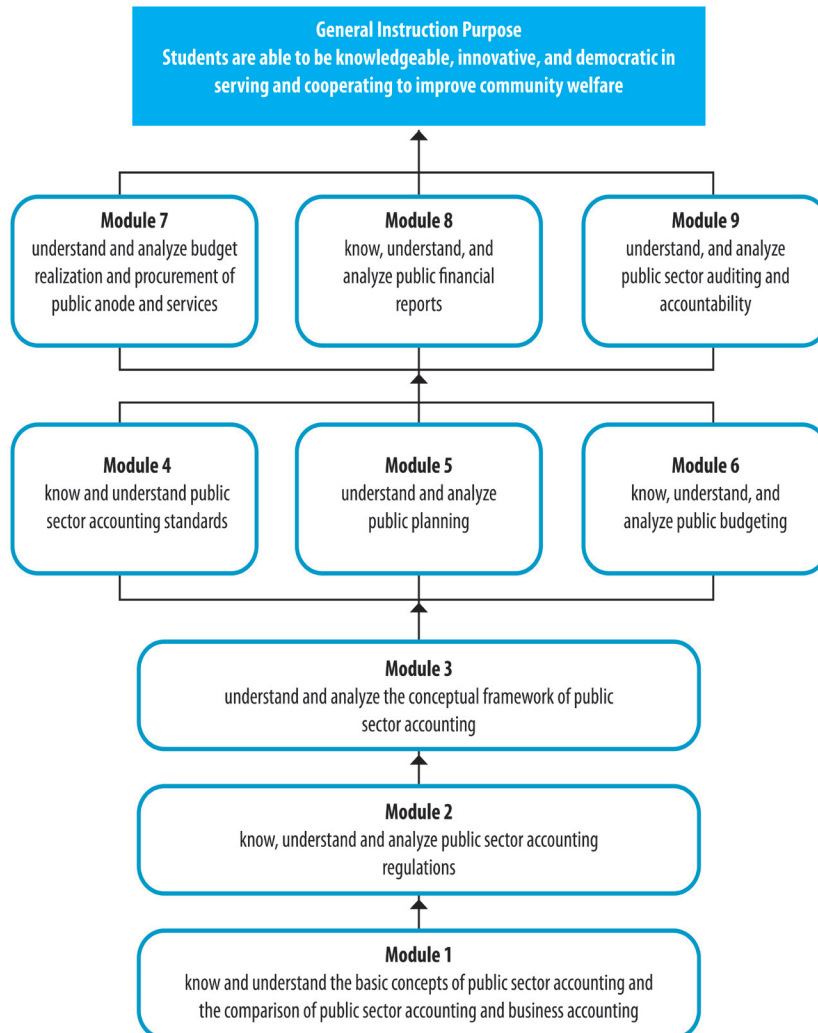 General Instruction Purpose
Students are able to be knowledgeable, innovative, and democratic in
serving and cooperating to improve community welfare
Module 7
understand and analyze budget
realization and procurement of
public anode and services
Module 8
know, understand, and
analyze public financial
reports
Module 9
understand, and analyze
public sector auditing and
accountability
Module 4
know and understand public
sector accounting standards
Module 5
understand and analyze
public planning
Module 6
know, understand, and
analyze public budgeting
Module 3
understand and analyze the conceptual framework of public
sector accounting
Module 2
know, understand and analyze public sector accounting
regulations
Module 1
know and understand the basic concepts of public sector accounting and
the comparison of public sector accounting and business accounting